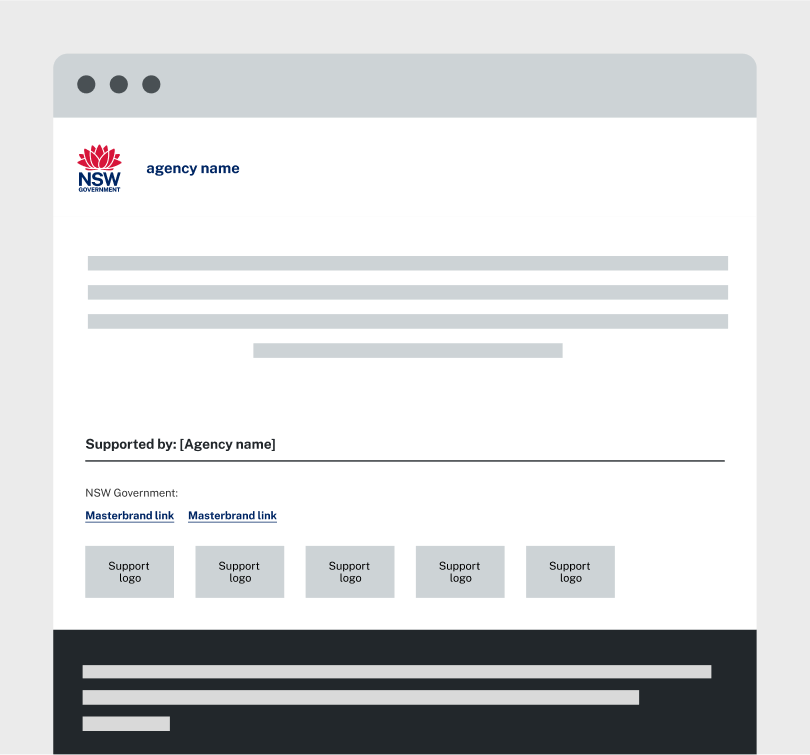 NSW
GOVERNMENT
agency name
Supported by: [Agency name]
NSW Government:
Masterbrand link Masterbrand link
Support Support Support Support Support
logo logo logo logo logo